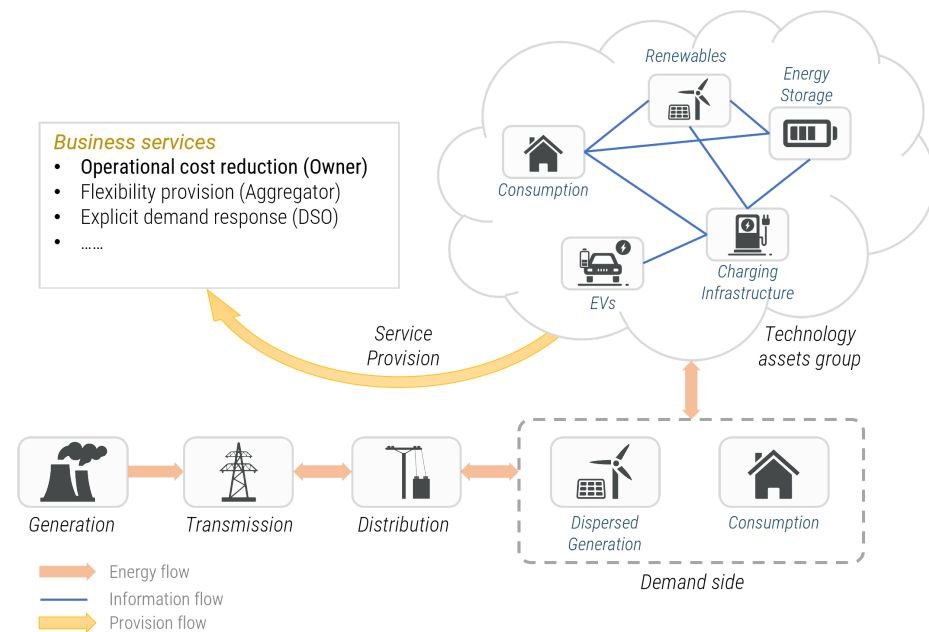 Renewables
Energy
Storage
Business services
• Operational cost reduction (Owner)
• Flexibility provision (Aggregator)
• Explicit demand response (DSO)
• ......
Consumption
Charging
Infrastructure
EVs
Service
Provision
Technology
assets group
Generation
Transmission
Distribution
Dispersed
Generation
Consumption
Demand side
Energy flow
Information flow
Provision flow